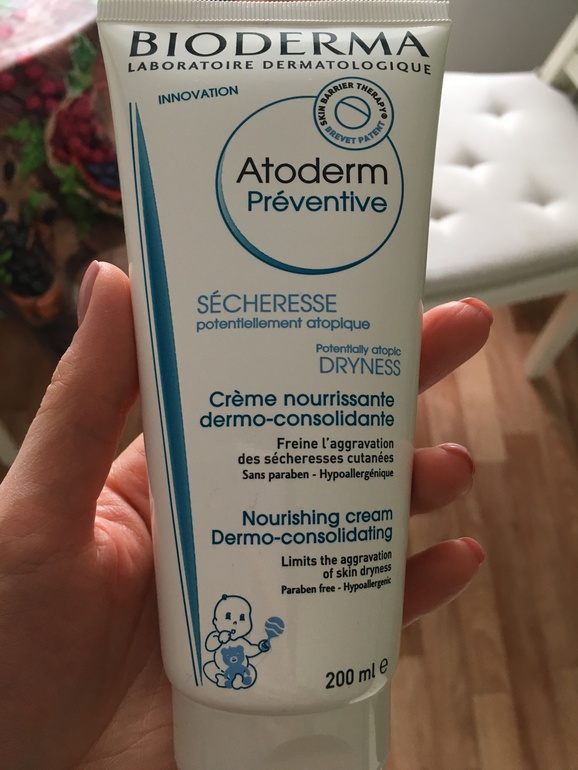 BIODERMA
LABORATOIRE DERMATOLOGIQUE
INNOVATION
SKIN BARRIER THERAPY®
BREVET PATENT
Atoderm
Préventive
SÉCHERESSE
potentiellement atopique
Potentially atopic
DRYNESS
Crème nourrissante
dermo-consolidante
Freine l'aggravation
des sécheresses cutanées
Sans paraben - Hypoallergénique
Nourishing cream
Dermo-consolidating
Limits the aggravation
of skin dryness
Paraben free - Hypoallergenic
200 ml e